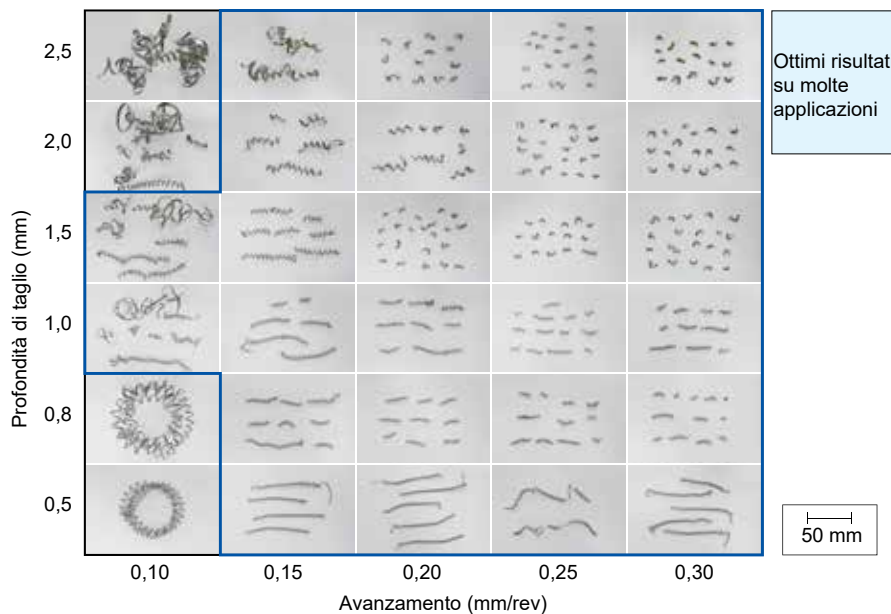 Profondità di taglio (mm)
2,5
2,0
1,5
1,0
0,8
0,5
0,10 0,15 0,20 0,25 0,30
Avanzamento (mm/rev)
Ottimi risultat
su molte
applicazioni
50 mm